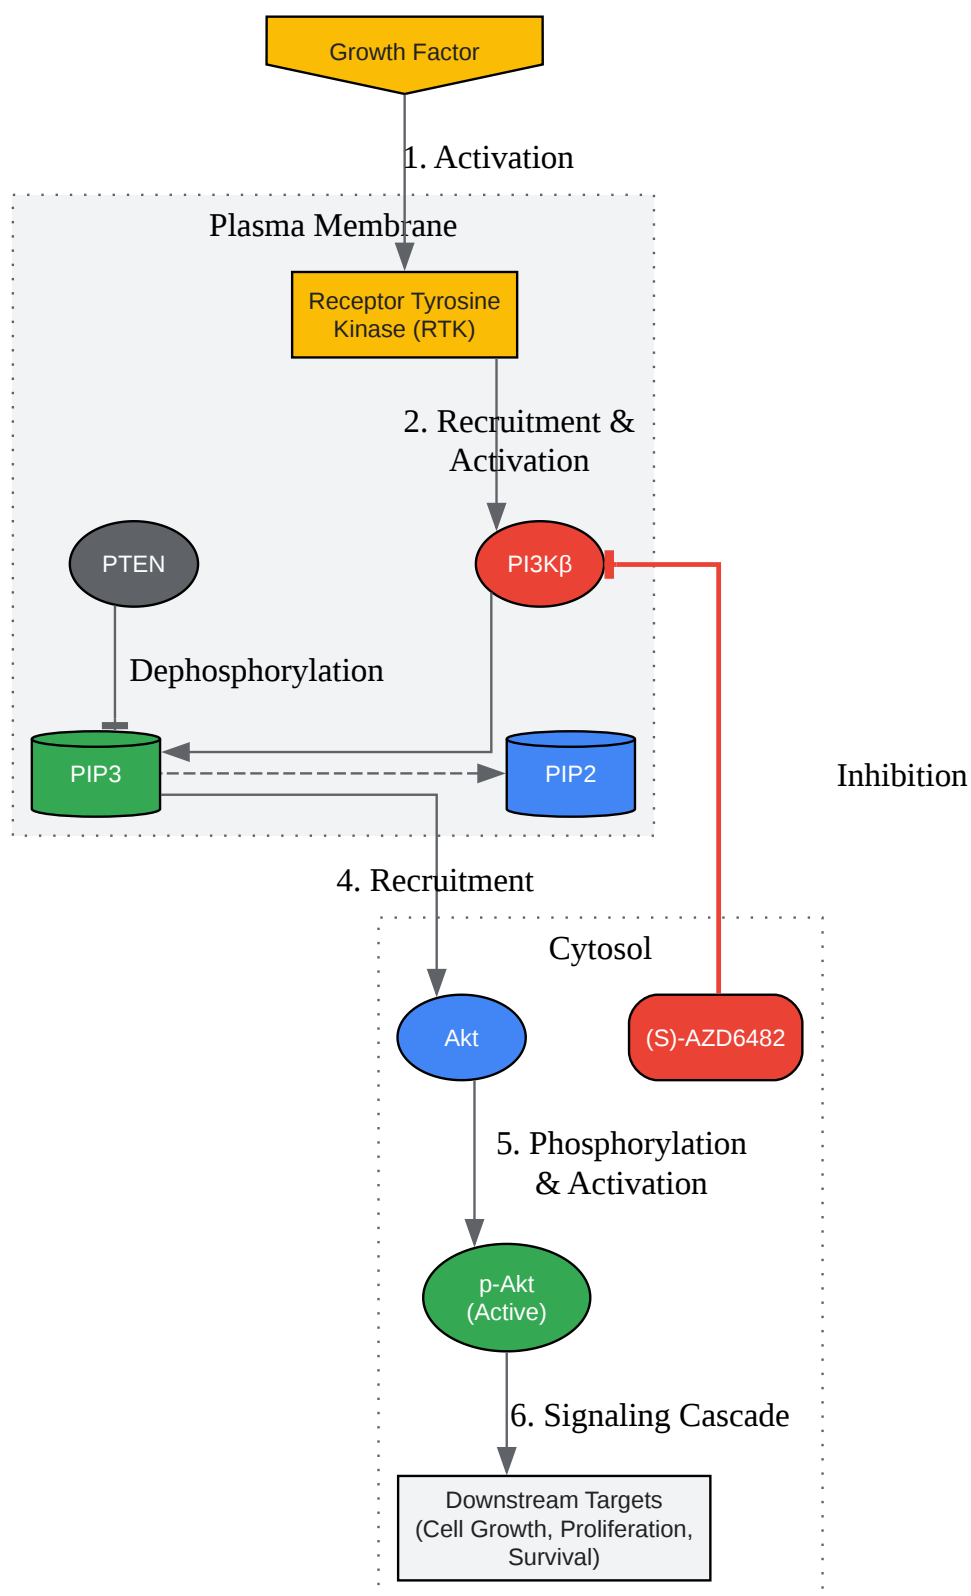 Growth Factor
1. Activation
Plasma Membrane
Receptor Tyrosine
Kinase (RTK)
2. Recruitment &
Activation
PTEN
PI3Kβ
Dephosphorylation
PIP3
PIP2
Inhibition
4. Recruitment
Cytosol
Akt
(S)-AZD6482
5. Phosphorylation
& Activation
p-Akt
(Active)
6. Signaling Cascade
Downstream Targets
(Cell Growth, Proliferation,
Survival)